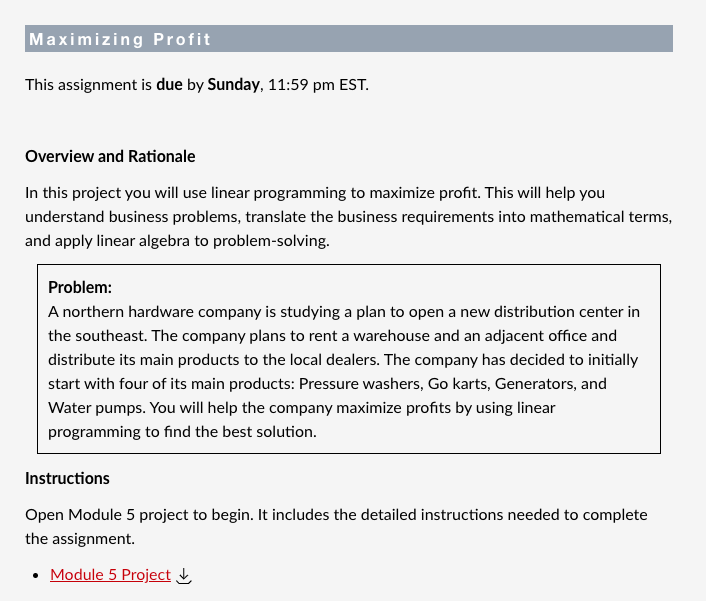 Maximizing Profit
This assignment is due by Sunday, 11:59 pm EST.
Overview and Rationale
In this project you will use linear programming to maximize profit. This will help you
understand business problems, translate the business requirements into mathematical terms,
and apply linear algebra to problem-solving.
Problem:
A northern hardware company is studying a plan to open a new distribution center in
the southeast. The company plans to rent a warehouse and an adjacent office and
distribute its main products to the local dealers. The company has decided to initially
start with four of its main products: Pressure washers, Go karts, Generators, and
Water pumps. You will help the company maximize profits by using linear
programming to find the best solution.
Instructions
Open Module 5 project to begin. It includes the detailed instructions needed to complete
the assignment.
• Module 5 Project